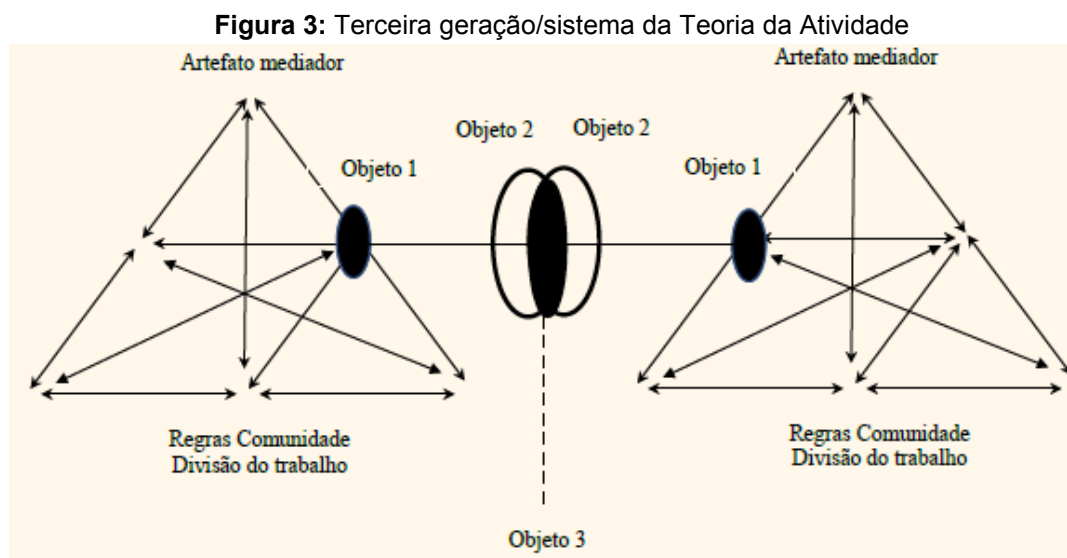 Figura 3: Terceira geração/sistema da Teoria da Atividade
Artefato mediador
Artefato mediador
Objeto 2
Objeto 2
Objeto 1
Objeto 1
Regras Comunidade
Divisão do trabalho
Regras Comunidade
Divisão do trabalho
Objeto 3